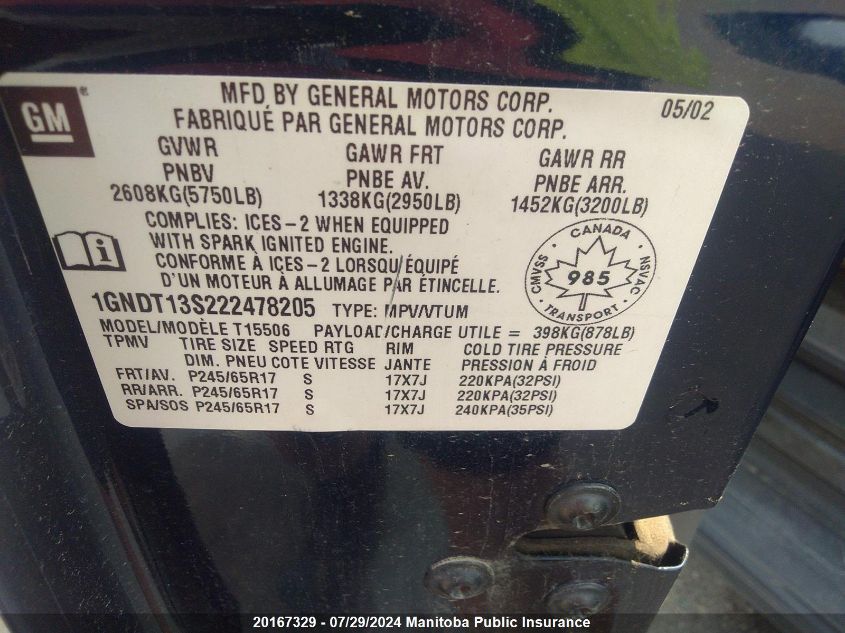 GM®
MFD. BY GENERAL MOTORS CORP. 05/02
FABRIQUÉ PAR GENERAL MOTORS CORP.
GVWR GAWR FRT GAWR RR
PNBV PNBE AV. PNBE ARR.
2608KG(5750LB) 1338KG(2950LB) 1452KG(3200LB)
COMPLIES: ICES-2 WHEN EQUIPPED
WITH SPARK IGNITED ENGINE.
CONFORME À ICES-2 LORSQU'ÉQUIPÉ
D'UN MOTEUR À ALLUMAGE PAR ÉTINCELLE.
CANADA
CMVSS 985 NSVAC
TRANSPORT
1GNDT13S222478205 TYPE: MPV/VTUM
MODEL/MODÈLE T15506 PAYLOAD/CHARGE UTILE = 398KG(878LB)
TPMV TIRE SIZE SPEED RTG RIM COLD TIRE PRESSURE
DIM. PNEU COTE VITESSE JANTE PRESSION À FROID
FRT/AV. P245/65R17 S 17X7J 220KPA(32PSI)
RR/ARR. P245/65R17 S 17X7J 220KPA(32PSI)
SPA/SOS P245/65R17 S 17X7J 240KPA(35PSI)
20167329 - 07/29/2024 Manitoba Public Insurance